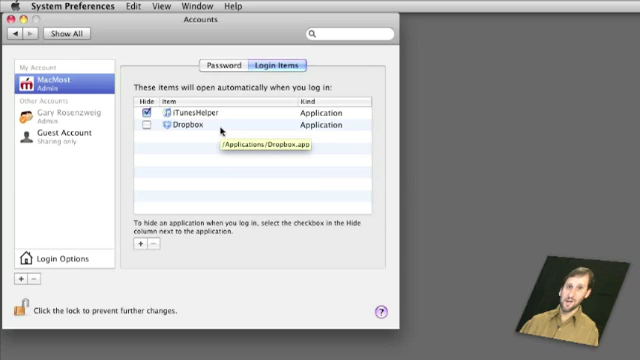 System Preferences Edit View Window Help
Accounts
Show All
Password Login Items
My Account
MacMost
Admin
Other Accounts
Gary Rosenzweig
Admin
Guest Account
Sharing only
Login Options
These items will open automatically when you log in:
Hide Item Kind
iTunesHelper Application
Dropbox Application
/Applications/Dropbox.app
To hide an application when you log in, select the checkbox in the Hide
column next to the application.
+ −
+ −
Click the lock to prevent further changes.
?